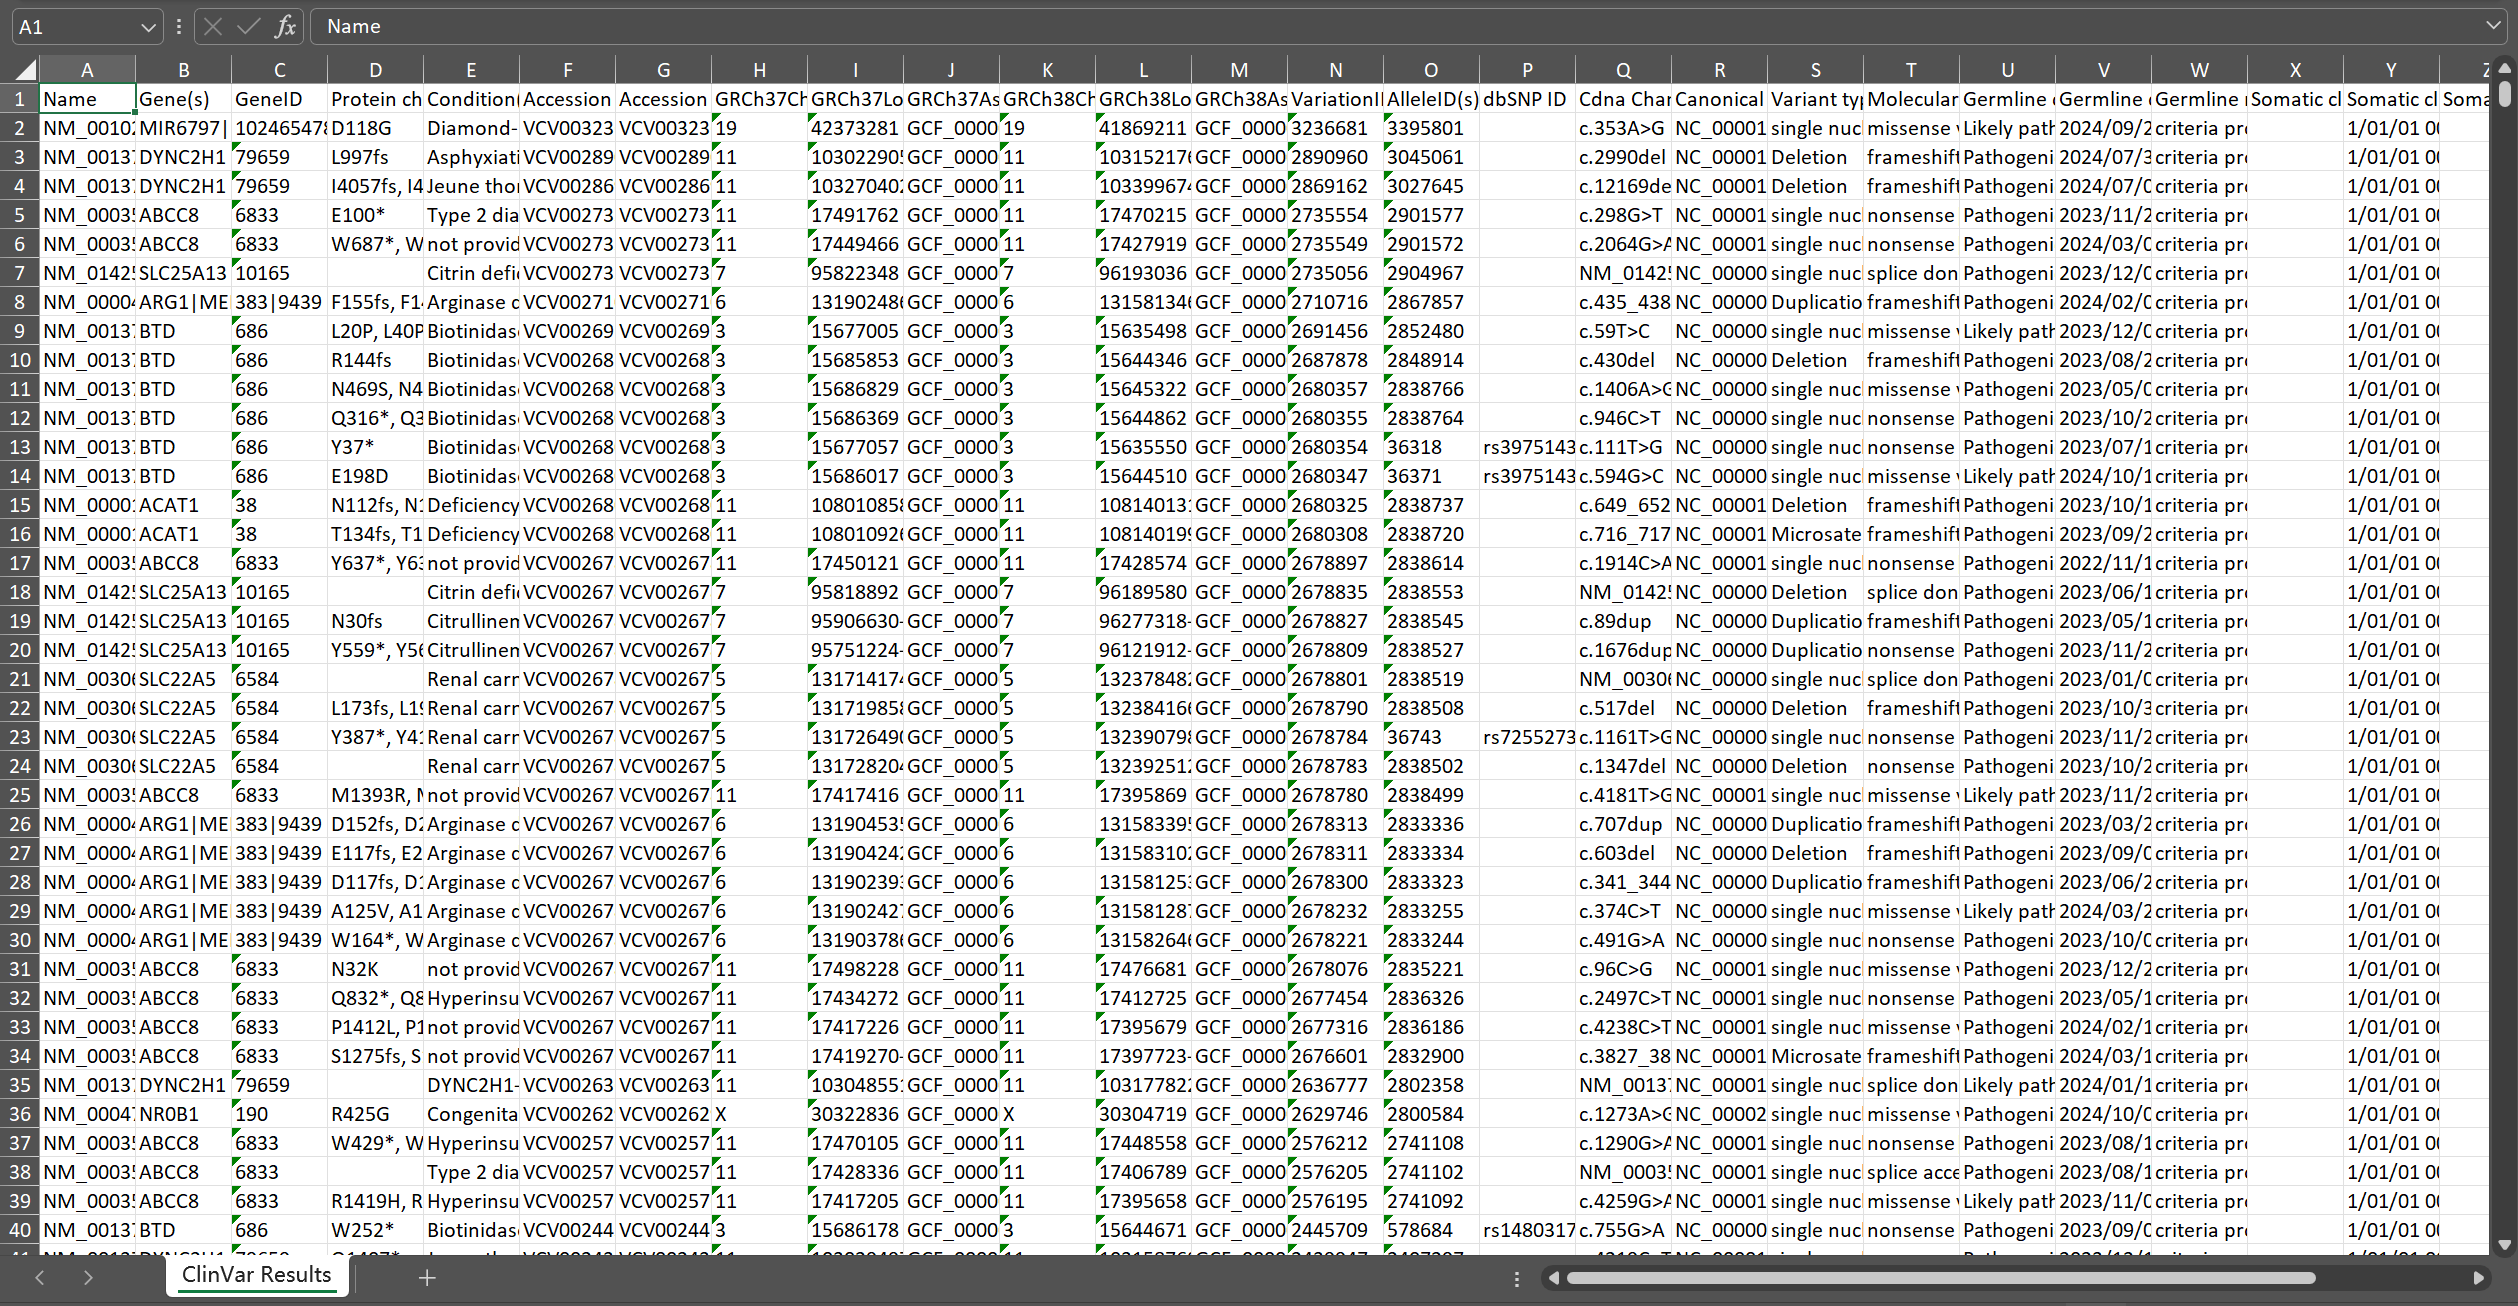 A1 fx Name
A B C D E F G H I J K L M N O P Q R S T U V W X Y Z
1 Name Gene(s) GeneID Protein ch Condition( Accession Accession GRCh37Ch GRCh37Lo GRCh37As GRCh38Ch GRCh38Lo GRCh38As VariationI AlleleID(s) dbSNP ID Cdna Char Canonical Variant typ Molecular Germline Germline Germline Somatic cl Somatic cl Soma
2 NM_0010 MIR6797| 10246547 D118G Diamond- VCV00323 VCV00323 19 42373281 GCF_0000 19 41869211 GCF_0000 3236681 3395801 c.353A>G NC_00001 single nuc missense Likely path 2024/09/2 criteria pr 1/01/01 0
3 NM_0013 DYNC2H1 79659 L997fs Asphyxiati VCV00289 VCV00289 11 10302290 GCF_0000 11 10315217 GCF_0000 2890960 3045061 c.2990del NC_00001 Deletion frameshift Pathogeni 2024/07/3 criteria pr 1/01/01 0
4 NM_0013 DYNC2H1 79659 I4057fs, I4 Jeune tho VCV00286 VCV00286 11 10327040 GCF_0000 11 10339967 GCF_0000 2869162 3027645 c.12169de NC_00001 Deletion frameshift Pathogeni 2024/07/0 criteria pr 1/01/01 0
5 NM_0003 ABCC8 6833 E100* Type 2 dia VCV00273 VCV00273 11 17491762 GCF_0000 11 17470215 GCF_0000 2735554 2901577 c.298G>T NC_00001 single nuc nonsense Pathogeni 2023/11/2 criteria pr 1/01/01 0
6 NM_0003 ABCC8 6833 W687*, W not provid VCV00273 VCV00273 11 17449466 GCF_0000 11 17427919 GCF_0000 2735549 2901572 c.2064G>A NC_00001 single nuc nonsense Pathogeni 2024/03/0 criteria pr 1/01/01 0
7 NM_0142 SLC25A13 10165 Citrin defi VCV00273 VCV00273 7 95822348 GCF_0000 7 96193036 GCF_0000 2735056 2904967 NM_0142 NC_00000 single nuc splice don Pathogeni 2023/12/0 criteria pr 1/01/01 0
8 NM_0000 ARG1|ME 383|9439 F155fs, F1 Arginase d VCV00271 VCV00271 6 13190248 GCF_0000 6 13158134 GCF_0000 2710716 2867857 c.435_438 NC_00000 Duplicatio frameshift Pathogeni 2024/02/0 criteria pr 1/01/01 0
9 NM_0013 BTD 686 L20P, L40P Biotinidas VCV00269 VCV00269 3 15677005 GCF_0000 3 15635498 GCF_0000 2691456 2852480 c.59T>C NC_00000 single nuc missense Likely path 2023/12/0 criteria pr 1/01/01 0
10 NM_0013 BTD 686 R144fs Biotinidas VCV00268 VCV00268 3 15685853 GCF_0000 3 15644346 GCF_0000 2687878 2848914 c.430del NC_00000 Deletion frameshift Pathogeni 2023/08/2 criteria pr 1/01/01 0
11 NM_0013 BTD 686 N469S, N4 Biotinidas VCV00268 VCV00268 3 15686829 GCF_0000 3 15645322 GCF_0000 2680357 2838766 c.1406A>G NC_00000 single nuc missense Pathogeni 2023/05/0 criteria pr 1/01/01 0
12 NM_0013 BTD 686 Q316*, Q3 Biotinidas VCV00268 VCV00268 3 15686369 GCF_0000 3 15644862 GCF_0000 2680355 2838764 c.946C>T NC_00000 single nuc nonsense Pathogeni 2023/10/2 criteria pr 1/01/01 0
13 NM_0013 BTD 686 Y37* Biotinidas VCV00268 VCV00268 3 15677057 GCF_0000 3 15635550 GCF_0000 2680354 36318 rs3975143 c.111T>G NC_00000 single nuc nonsense Pathogeni 2023/07/1 criteria pr 1/01/01 0
14 NM_0013 BTD 686 E198D Biotinidas VCV00268 VCV00268 3 15686017 GCF_0000 3 15644510 GCF_0000 2680347 36371 rs3975143 c.594G>C NC_00000 single nuc missense Likely path 2024/10/1 criteria pr 1/01/01 0
15 NM_0000 ACAT1 38 N112fs, N1 Deficiency VCV00268 VCV00268 11 10801085 GCF_0000 11 10814013 GCF_0000 2680325 2838737 c.649_652 NC_00001 Deletion frameshift Pathogeni 2023/10/1 criteria pr 1/01/01 0
16 NM_0000 ACAT1 38 T134fs, T1 Deficiency VCV00268 VCV00268 11 10801092 GCF_0000 11 10814019 GCF_0000 2680308 2838720 c.716_717 NC_00001 Microsate frameshift Pathogeni 2023/09/2 criteria pr 1/01/01 0
17 NM_0003 ABCC8 6833 Y637*, Y63 not provid VCV00267 VCV00267 11 17450121 GCF_0000 11 17428574 GCF_0000 2678897 2838614 c.1914C>A NC_00001 single nuc nonsense Pathogeni 2022/11/1 criteria pr 1/01/01 0
18 NM_0142 SLC25A13 10165 Citrin defi VCV00267 VCV00267 7 95818892 GCF_0000 7 96189580 GCF_0000 2678835 2838553 NM_0142 NC_00000 Deletion splice don Pathogeni 2023/06/1 criteria pr 1/01/01 0
19 NM_0142 SLC25A13 10165 N30fs Citrullinem VCV00267 VCV00267 7 95906630- GCF_0000 7 96277318- GCF_0000 2678827 2838545 c.89dup NC_00000 Duplicatio frameshift Pathogeni 2023/05/1 criteria pr 1/01/01 0
20 NM_0142 SLC25A13 10165 Y559*, Y56 Citrullinem VCV00267 VCV00267 7 95751224- GCF_0000 7 96121912- GCF_0000 2678809 2838527 c.1676dup NC_00000 Duplicatio nonsense Pathogeni 2023/11/2 criteria pr 1/01/01 0
21 NM_0030 SLC22A5 6584 Renal carn VCV00267 VCV00267 5 13171417 GCF_0000 5 13237848 GCF_0000 2678801 2838519 NM_0030 NC_00000 single nuc splice don Pathogeni 2023/01/0 criteria pr 1/01/01 0
22 NM_0030 SLC22A5 6584 L173fs, L19 Renal carn VCV00267 VCV00267 5 13171985 GCF_0000 5 13238416 GCF_0000 2678790 2838508 c.517del NC_00000 Deletion frameshift Pathogeni 2023/10/3 criteria pr 1/01/01 0
23 NM_0030 SLC22A5 6584 Y387*, Y41 Renal carn VCV00267 VCV00267 5 13172649 GCF_0000 5 13239079 GCF_0000 2678784 36743 rs7255273 c.1161T>G NC_00000 single nuc nonsense Pathogeni 2023/11/2 criteria pr 1/01/01 0
24 NM_0030 SLC22A5 6584 Renal carn VCV00267 VCV00267 5 13172820 GCF_0000 5 13239251 GCF_0000 2678783 2838502 c.1347del NC_00000 Deletion nonsense Pathogeni 2023/10/2 criteria pr 1/01/01 0
25 NM_0003 ABCC8 6833 M1393R, M not provid VCV00267 VCV00267 11 17417416 GCF_0000 11 17395869 GCF_0000 2678780 2838499 c.4181T>G NC_00001 single nuc missense Likely path 2023/11/2 criteria pr 1/01/01 0
26 NM_0000 ARG1|ME 383|9439 D152fs, D2 Arginase d VCV00267 VCV00267 6 13190453 GCF_0000 6 13158339 GCF_0000 2678313 2833336 c.707dup NC_00000 Duplicatio frameshift Pathogeni 2023/03/2 criteria pr 1/01/01 0
27 NM_0000 ARG1|ME 383|9439 E117fs, E2 Arginase d VCV00267 VCV00267 6 13190424 GCF_0000 6 13158310 GCF_0000 2678311 2833334 c.603del NC_00000 Deletion frameshift Pathogeni 2023/09/0 criteria pr 1/01/01 0
28 NM_0000 ARG1|ME 383|9439 D117fs, D1 Arginase d VCV00267 VCV00267 6 13190239 GCF_0000 6 13158125 GCF_0000 2678300 2833323 c.341_344 NC_00000 Duplicatio frameshift Pathogeni 2023/06/2 criteria pr 1/01/01 0
29 NM_0000 ARG1|ME 383|9439 A125V, A1 Arginase d VCV00267 VCV00267 6 13190242 GCF_0000 6 13158128 GCF_0000 2678232 2833255 c.374C>T NC_00000 single nuc missense Likely path 2024/03/2 criteria pr 1/01/01 0
30 NM_0000 ARG1|ME 383|9439 W164*, W Arginase d VCV00267 VCV00267 6 13190378 GCF_0000 6 13158264 GCF_0000 2678221 2833244 c.491G>A NC_00000 single nuc nonsense Pathogeni 2023/10/0 criteria pr 1/01/01 0
31 NM_0003 ABCC8 6833 N32K not provid VCV00267 VCV00267 11 17498228 GCF_0000 11 17476681 GCF_0000 2678076 2835221 c.96C>G NC_00001 single nuc missense Pathogeni 2023/12/2 criteria pr 1/01/01 0
32 NM_0003 ABCC8 6833 Q832*, Q8 Hyperinsu VCV00267 VCV00267 11 17434272 GCF_0000 11 17412725 GCF_0000 2677454 2836326 c.2497C>T NC_00001 single nuc nonsense Pathogeni 2023/05/1 criteria pr 1/01/01 0
33 NM_0003 ABCC8 6833 P1412L, P1 not provid VCV00267 VCV00267 11 17417226 GCF_0000 11 17395679 GCF_0000 2677316 2836186 c.4238C>T NC_00001 single nuc missense Pathogeni 2024/02/1 criteria pr 1/01/01 0
34 NM_0003 ABCC8 6833 S1275fs, S not provid VCV00267 VCV00267 11 17419270- GCF_0000 11 17397723- GCF_0000 2676601 2832900 c.3827_38 NC_00001 Microsate frameshift Pathogeni 2024/03/1 criteria pr 1/01/01 0
35 NM_0013 DYNC2H1 79659 DYNC2H1- VCV00263 VCV00263 11 10304855 GCF_0000 11 10317782 GCF_0000 2636777 2802358 NM_0013 NC_00001 single nuc splice don Likely path 2024/01/1 criteria pr 1/01/01 0
36 NM_0004 NR0B1 190 R425G Congenita VCV00262 VCV00262 X 30322836 GCF_0000 X 30304719 GCF_0000 2629746 2800584 c.1273A>G NC_00002 single nuc missense Pathogeni 2024/10/0 criteria pr 1/01/01 0
37 NM_0003 ABCC8 6833 W429*, W Hyperinsu VCV00257 VCV00257 11 17470105 GCF_0000 11 17448558 GCF_0000 2576212 2741108 c.1290G>A NC_00001 single nuc nonsense Pathogeni 2023/08/1 criteria pr 1/01/01 0
38 NM_0003 ABCC8 6833 Type 2 dia VCV00257 VCV00257 11 17428336 GCF_0000 11 17406789 GCF_0000 2576205 2741102 NM_0003 NC_00001 single nuc splice acce Pathogeni 2023/08/1 criteria pr 1/01/01 0
39 NM_0003 ABCC8 6833 R1419H, R Hyperinsu VCV00257 VCV00257 11 17417205 GCF_0000 11 17395658 GCF_0000 2576195 2741092 c.4259G>A NC_00001 single nuc missense Likely path 2023/11/0 criteria pr 1/01/01 0
40 NM_0013 BTD 686 W252* Biotinidas VCV00244 VCV00244 3 15686178 GCF_0000 3 15644671 GCF_0000 2445709 578684 rs1480317 c.755G>A NC_00000 single nuc nonsense Pathogeni 2023/09/0 criteria pr 1/01/01 0
ClinVar Results